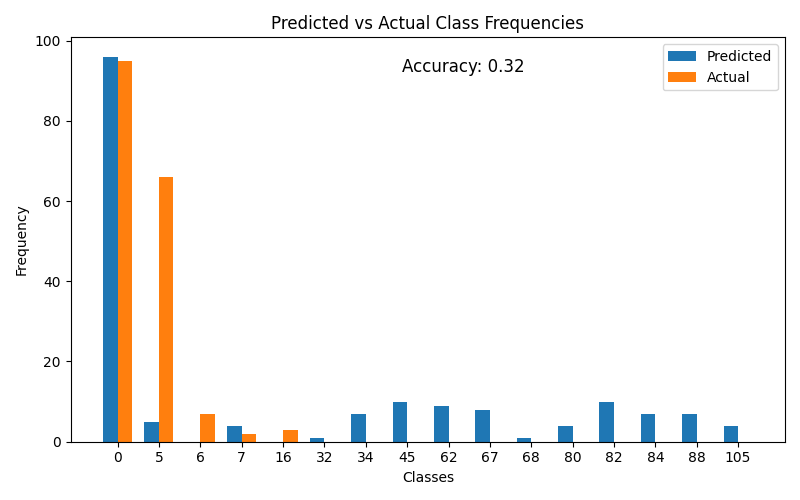 Predicted vs Actual Class Frequencies
Accuracy: 0.32
Predicted
Actual
Frequency
100
80
60
40
20
0
0 5 6 7 16 32 34 45 62 67 68 80 82 84 88 105
Classes